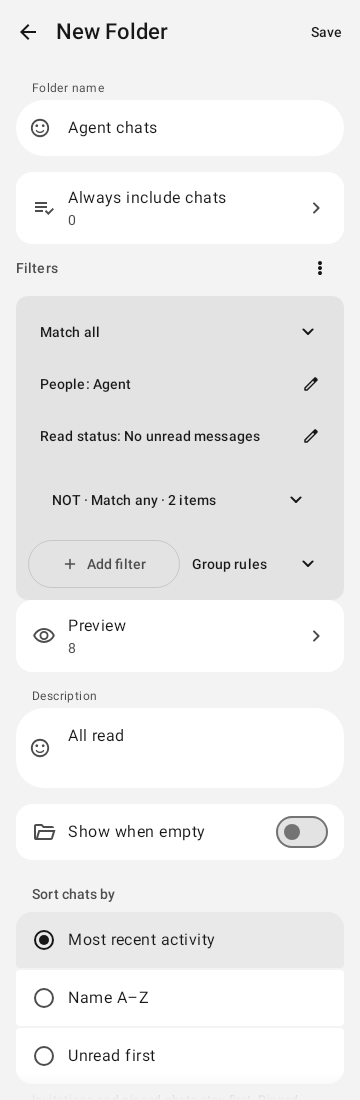 New Folder
Save
Folder name
Agent chats
Always include chats
0
Filters
Match all
People: Agent
Read status: No unread messages
NOT · Match any · 2 items
Add filter
Group rules
Preview
8
Description
All read
Show when empty
Sort chats by
Most recent activity
Name A–Z
Unread first